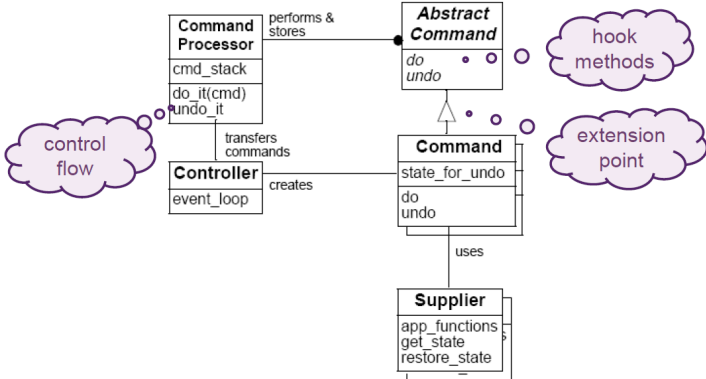 Command
Processor
cmd_stack
do_it(cmd)
undo_it
performs &
stores
Abstract
Command
do
undo
hook
methods
control
flow
transfers
commands
Controller
event_loop
creates
Command
state_for_undo
do
undo
extension
point
uses
Supplier
app_functions
get_state
restore_state
s